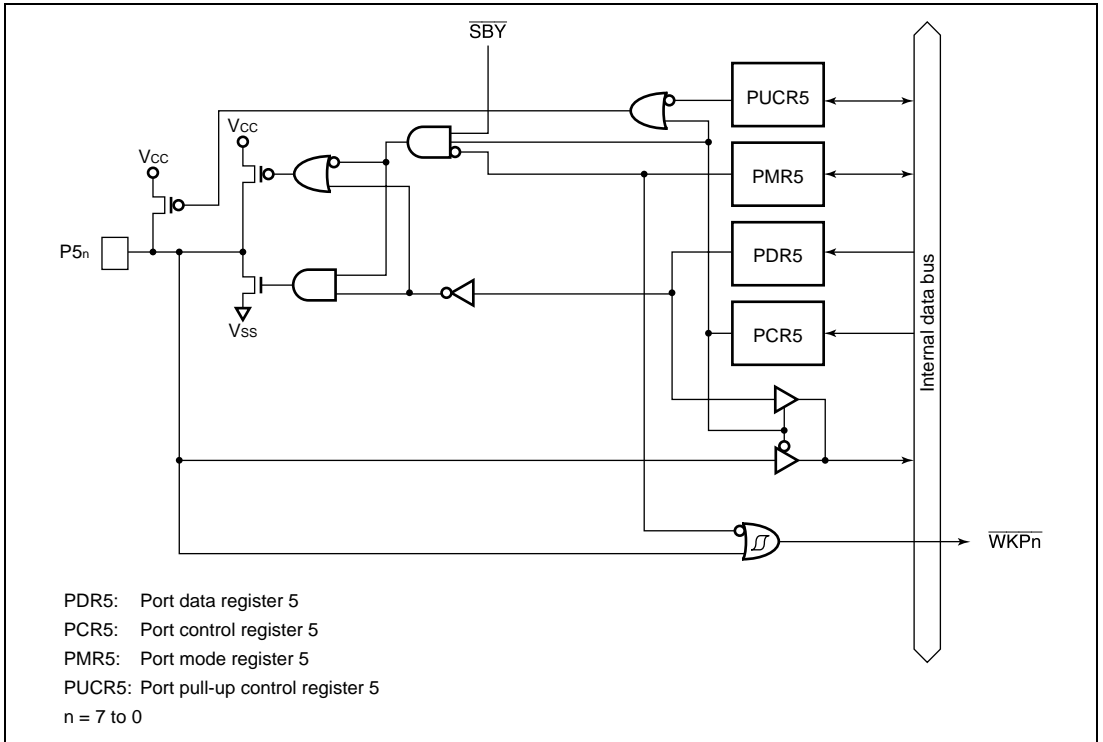 SBY
PUCR5
VCC
VCC
PMR5
P5n
PDR5
VSS
PCR5
Internal data bus
WKPn
PDR5: Port data register 5
PCR5: Port control register 5
PMR5: Port mode register 5
PUCR5: Port pull-up control register 5
n = 7 to 0